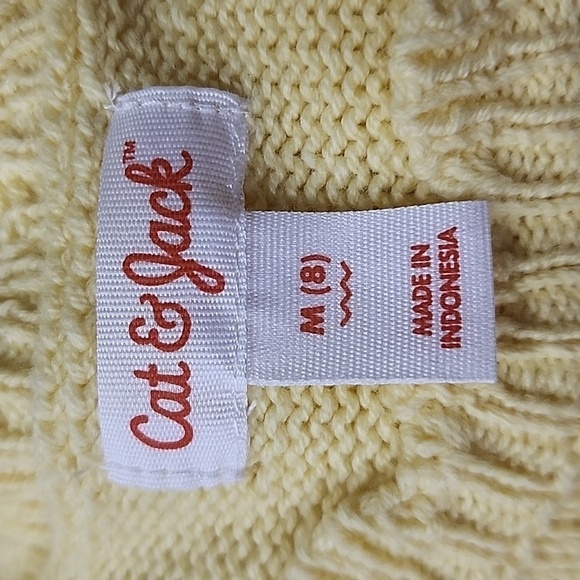 Cat & Jack™
M (8)
MADE IN
INDONESIA